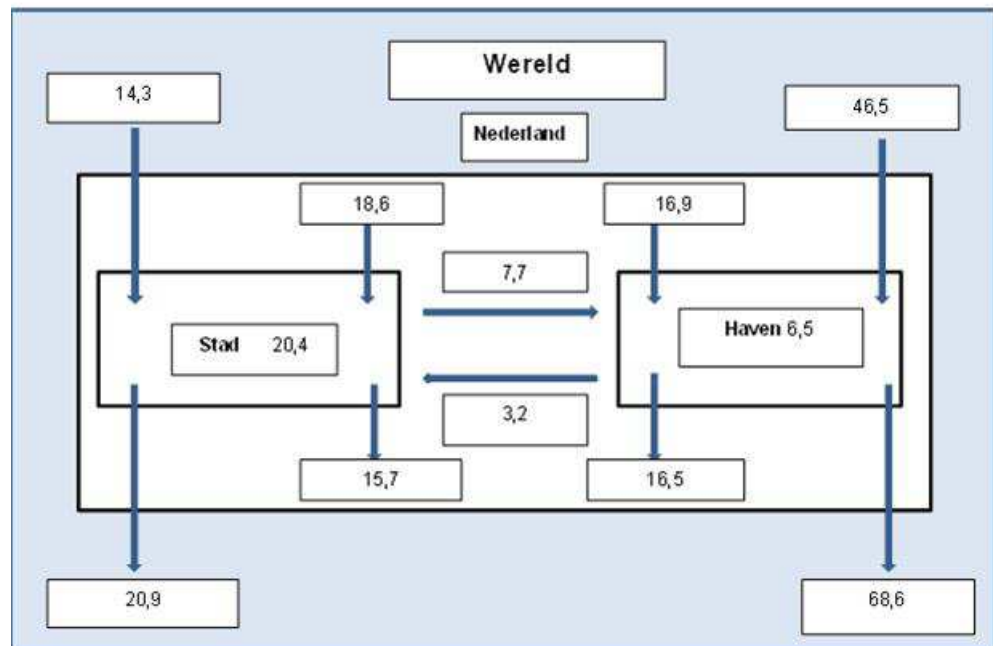 Wereld
14,3
46,5
Nederland
18,6
16,9
7,7
Stad 20,4
Haven 6,5
3,2
15,7
16,5
20,9
68,6